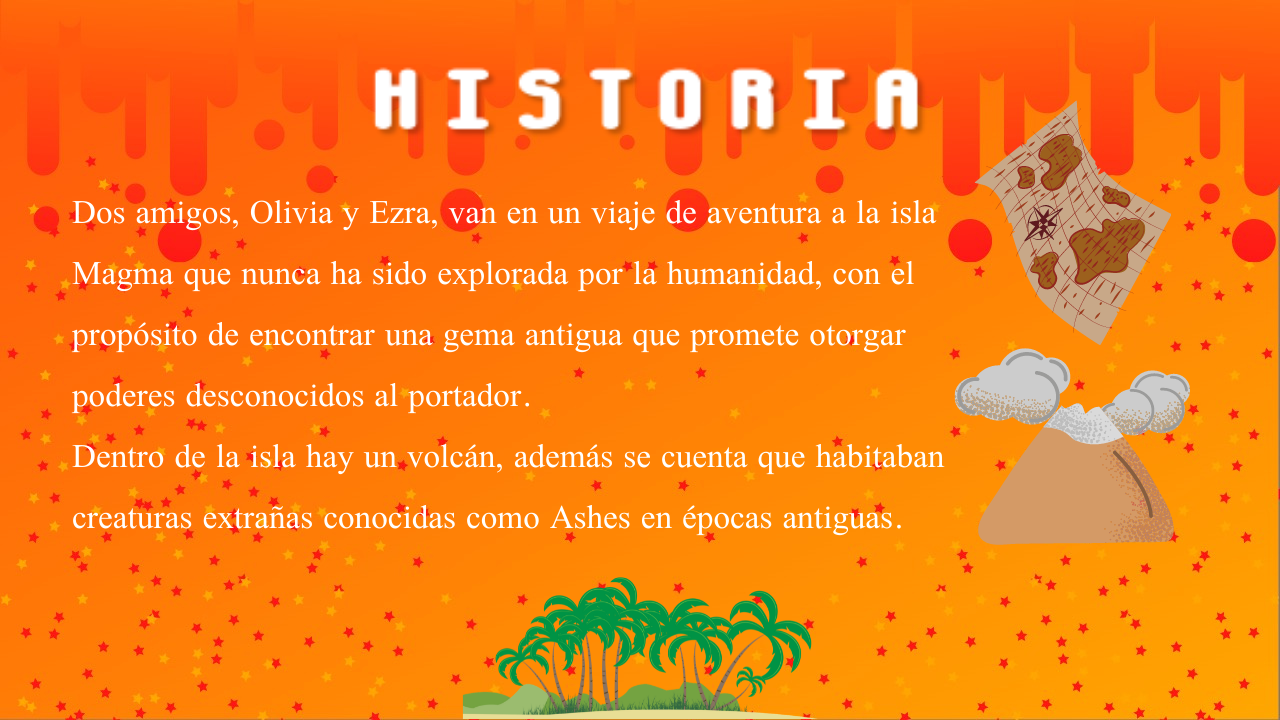 HISTORIA
Dos amigos, Olivia y Ezra, van en un viaje de aventura a la isla
Magma que nunca ha sido explorada por la humanidad, con el
propósito de encontrar una gema antigua que promete otorgar
poderes desconocidos al portador.
Dentro de la isla hay un volcán, además se cuenta que habitaban
creaturas extrañas conocidas como Ashes en épocas antiguas.